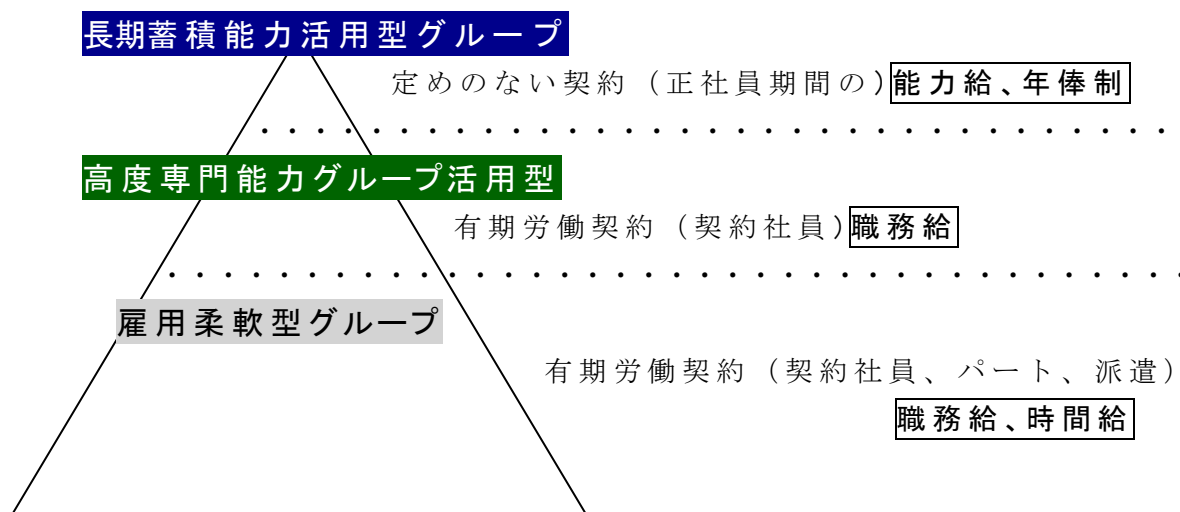 長期蓄積能力活用型グループ
定めのない契約（正社員期間の）能力給、年俸制
高度専門能力グループ活用型
有期労働契約（契約社員）職務給
雇用柔軟型グループ
有期労働契約（契約社員、パート、派遣）
職務給、時間給